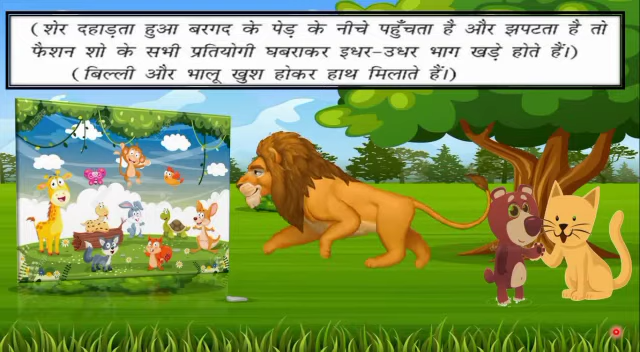 (शेर दहाड़ता हुआ बरगद के पेड़ के नीचे पहुँचता है और झपटता है तो
फैशन शो के सभी प्रतियोगी घबराकर इधर-उधर भाग खड़े होते हैं।)
(बिल्ली और भालू खुश होकर हाथ मिलाते हैं।)